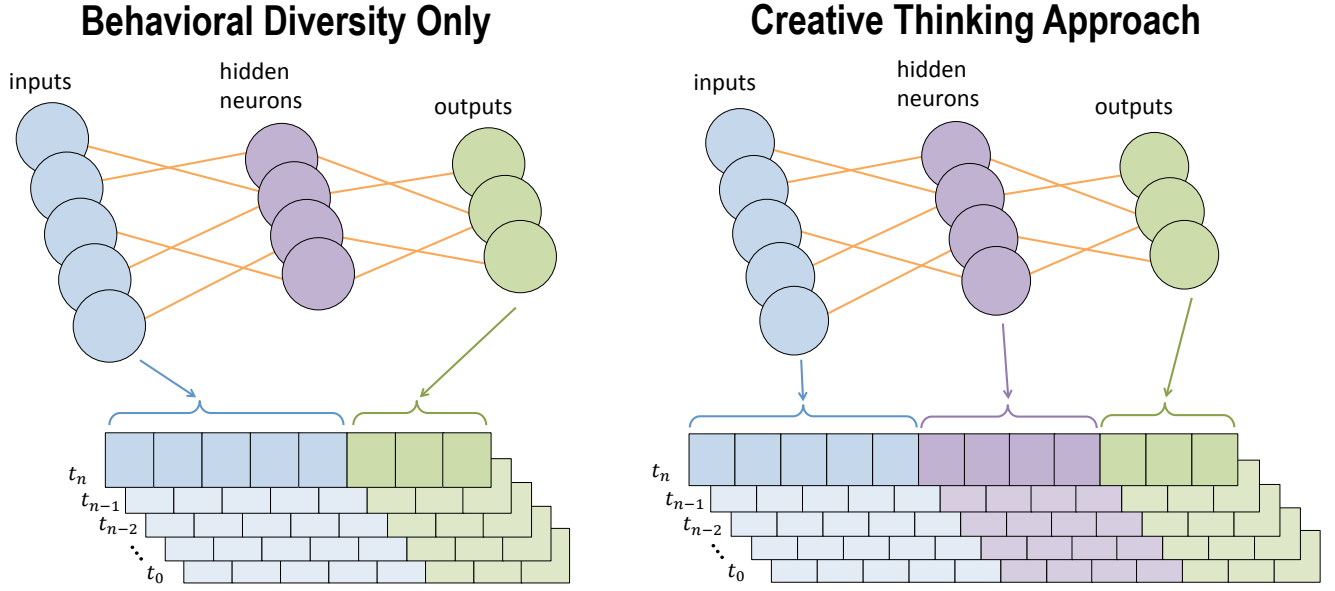 Behavioral Diversity Only
inputs
hidden
neurons
outputs
t_n
t_{n-1}
t_{n-2}
⋱
t_0
Creative Thinking Approach
inputs
hidden
neurons
outputs
t_n
t_{n-1}
t_{n-2}
⋱
t_0